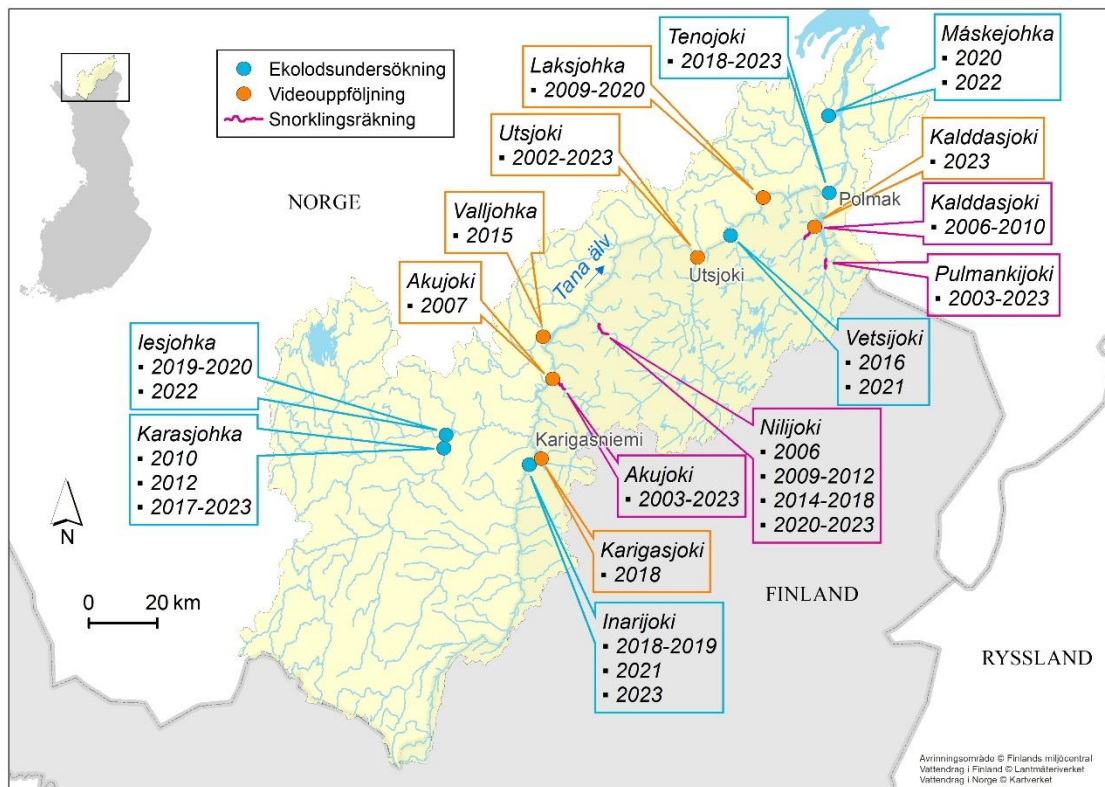 Ekolodsundersökning
Videouppföljning
Snorklingsräkning
Tenojoki
▪ 2018-2023
Máskejohka
▪ 2020
▪ 2022
Laksjohka
▪ 2009-2020
Utsjoki
▪ 2002-2023
Kalddasjoki
▪ 2023
NORGE
Valljohka
▪ 2015
Polmak
Kalddasjoki
▪ 2006-2010
Akujoki
▪ 2007
Tana älv
Utsjoki
Pulmankijoki
▪ 2003-2023
Iesjohka
▪ 2019-2020
▪ 2022
Vetsijoki
▪ 2016
▪ 2021
Karasjohka
▪ 2010
▪ 2012
▪ 2017-2023
Karigasniemi
Nilijoki
▪ 2006
▪ 2009-2012
▪ 2014-2018
▪ 2020-2023
Akujoki
▪ 2003-2023
N
Karigasjoki
▪ 2018
FINLAND
0 20 km
Inarijoki
▪ 2018-2019
▪ 2021
▪ 2023
RYSSLAND
Avrinningsområde © Finlands miljöcentral
Vattendrag i Finland © Lantmäteriverket
Vattendrag i Norge © Kartverket